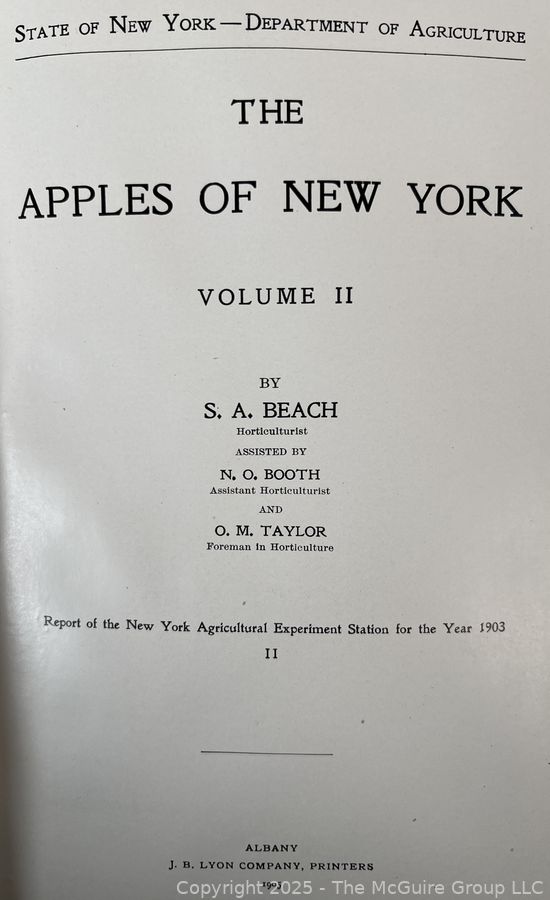 STATE OF NEW YORK—DEPARTMENT OF AGRICULTURE
THE
APPLES OF NEW YORK
VOLUME II
BY
S. A. BEACH
Horticulturist
ASSISTED BY
N. O. BOOTH
Assistant Horticulturist
AND
O. M. TAYLOR
Foreman in Horticulture
Report of the New York Agricultural Experiment Station for the Year 1903
II
ALBANY
J. B. LYON COMPANY, PRINTERS
Copyright 2025 - The McGuire Group LLC